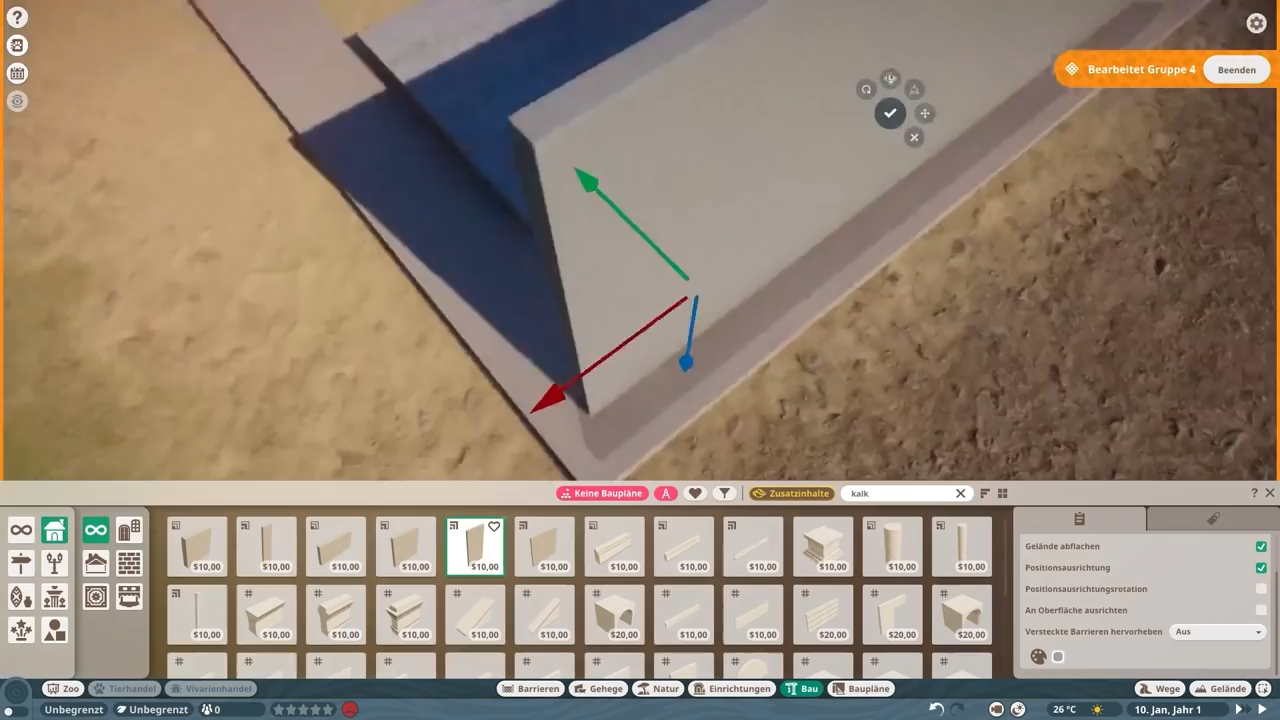 ?
Bearbeitet Gruppe 4
Beenden
Keine Baupläne
Zusatzinhalte
kalk
?
$10,00 $10,00 $10,00 $10,00 $10,00 $10,00 $10,00 $10,00 $10,00 $10,00 $10,00 $10,00
$10,00 $10,00 $10,00 $10,00 $10,00 $10,00 $20,00 $10,00 $10,00 $20,00 $20,00 $20,00
Gelände abflachen
Positionsausrichtung
Positionsausrichtungsrotation
An Oberfläche ausrichten
Versteckte Barrieren hervorheben Aus
Zoo Tierhandel Vivarienhandel Barrieren Gehege Natur Einrichtungen Bau Baupläne Wege Gelände
Unbegrenzt Unbegrenzt 0 26 °C 10. Jan, Jahr 1